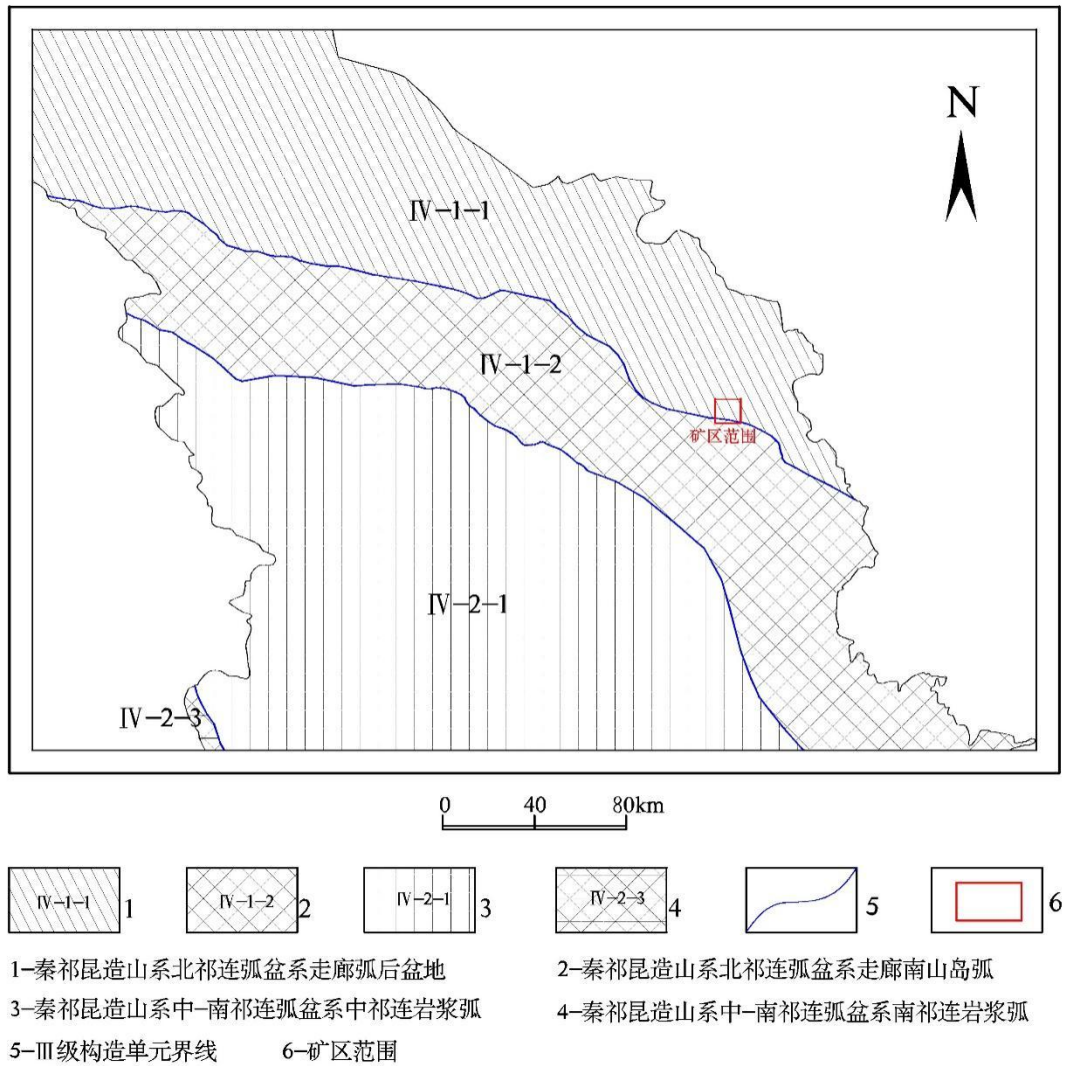 N
Ⅳ-1-1
Ⅳ-1-2
矿区范围
Ⅳ-2-1
Ⅳ-2-3
0 40 80km
Ⅳ-1-1 1 Ⅳ-1-2 2 Ⅳ-2-1 3 Ⅳ-2-3 4 5 6
1-秦祁昆造山系北祁连弧盆系走廊弧后盆地 2-秦祁昆造山系北祁连弧盆系走廊南山岛弧
3-秦祁昆造山系中-南祁连弧盆系中祁连岩浆弧 4-秦祁昆造山系中-南祁连弧盆系南祁连岩浆弧
5-Ⅲ级构造单元界线 6-矿区范围